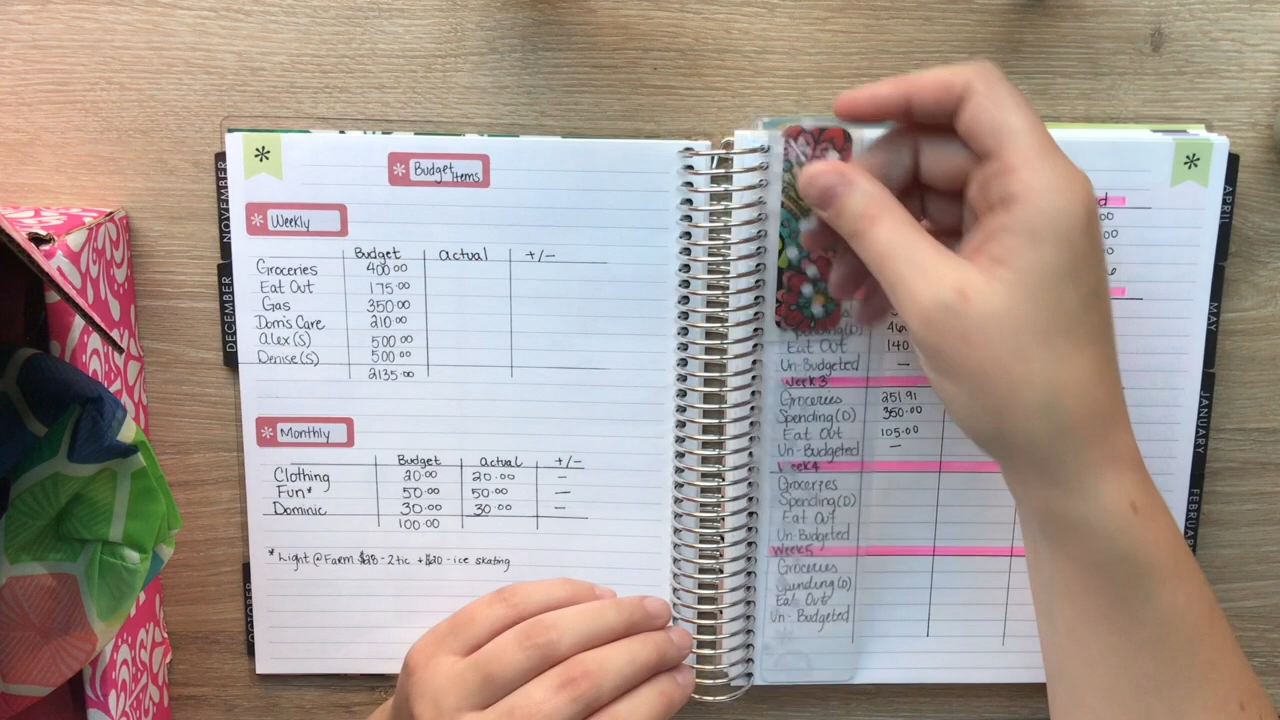 *
* Budget Items
* Weekly
Budget actual +/-
Groceries 400.00
Eat Out 175.00
Gas 350.00
Dom's Care 210.00
Alex(S) 500.00
Denise(S) 500.00
2135.00
* Monthly
Budget actual +/-
Clothing 20.00 20.00 –
Fun* 50.00 50.00 –
Dominic 30.00 30.00 –
100.00
NOVEMBER
DECEMBER
OCTOBER
*
d
00
00
Spending(D)
Eat Out 140
Un-Budgeted –
Week 3
Groceries 251.91
Spending(D) 350.00
Eat Out 105.00
Un-Budgeted –
Week 4
Groceries
Spending(D)
Eat Out
Un-Budgeted
Week 5
Groceries
Spending(D)
Eat Out
Un-Budgeted
APRIL
MAY
JANUARY
FEBRUARY